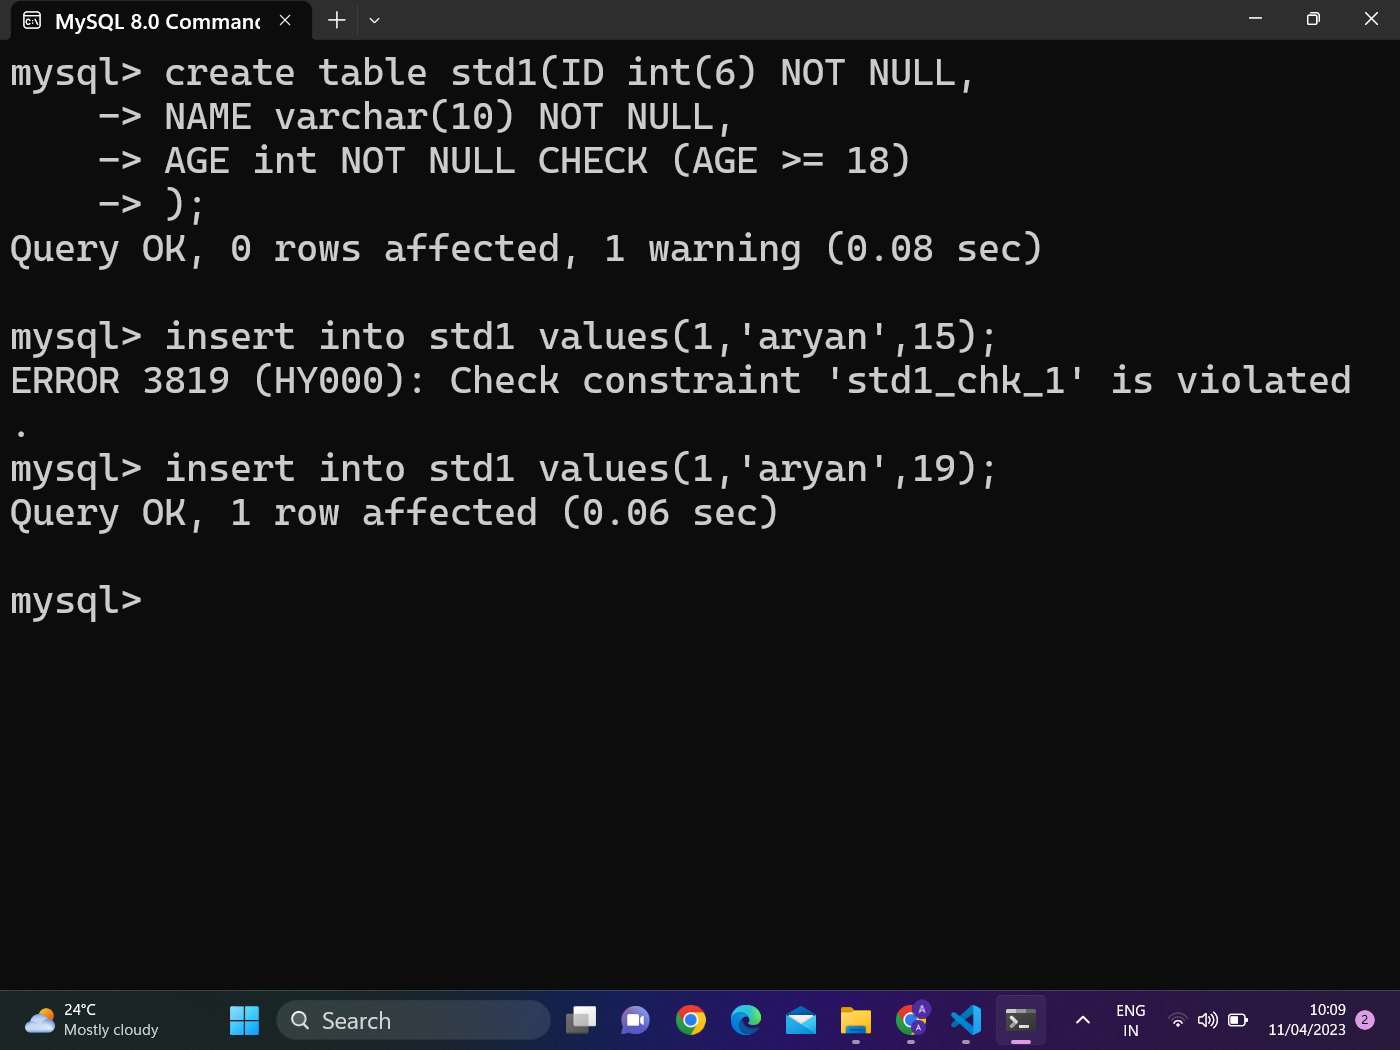 MySQL 8.0 Comman
mysql> create table std1(ID int(6) NOT NULL,
    -> NAME varchar(10) NOT NULL,
    -> AGE int NOT NULL CHECK (AGE >= 18)
    -> );
Query OK, 0 rows affected, 1 warning (0.08 sec)

mysql> insert into std1 values(1,'aryan',15);
ERROR 3819 (HY000): Check constraint 'std1_chk_1' is violated
.
mysql> insert into std1 values(1,'aryan',19);
Query OK, 1 row affected (0.06 sec)

mysql>
24°C
Mostly cloudy
Search
A
A
ENG
IN
10:09
11/04/2023
2